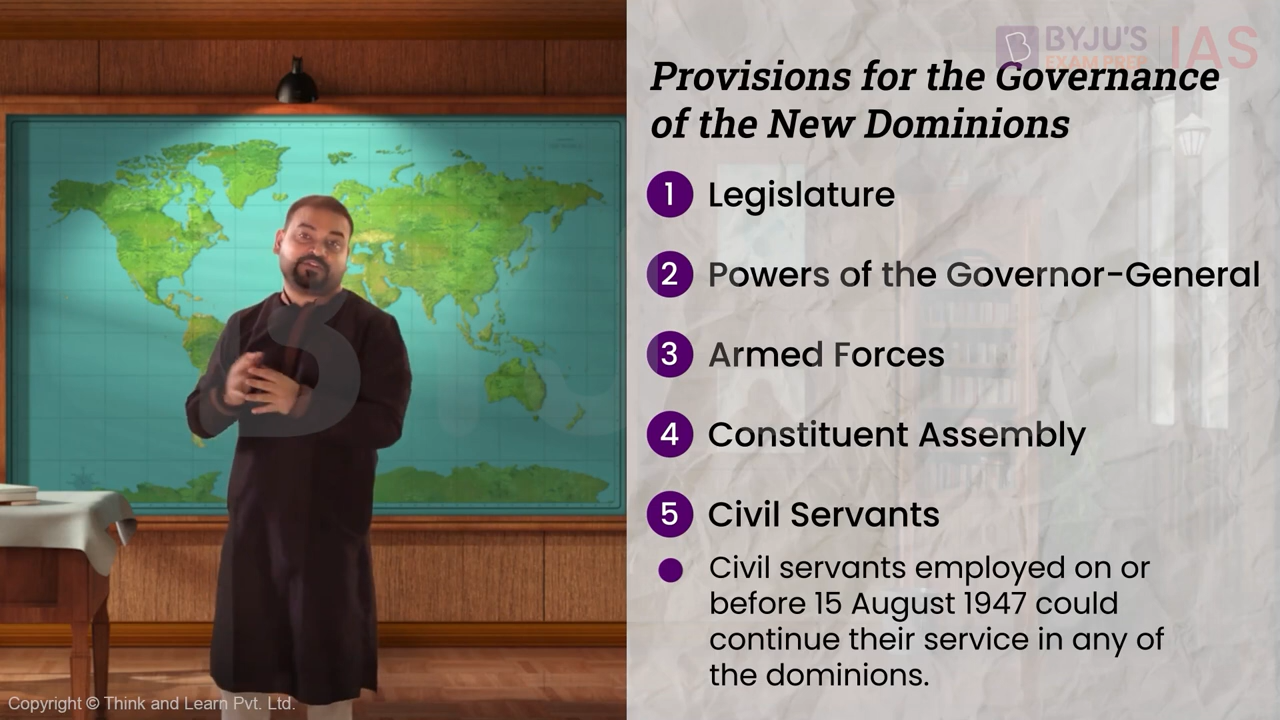 BYJU'S
EXAM PREP
IAS
Provisions for the Governance
of the New Dominions
1 Legislature
2 Powers of the Governor-General
3 Armed Forces
4 Constituent Assembly
5 Civil Servants
Civil servants employed on or
before 15 August 1947 could
continue their service in any of
the dominions.
Copyright © Think and Learn Pvt. Ltd.